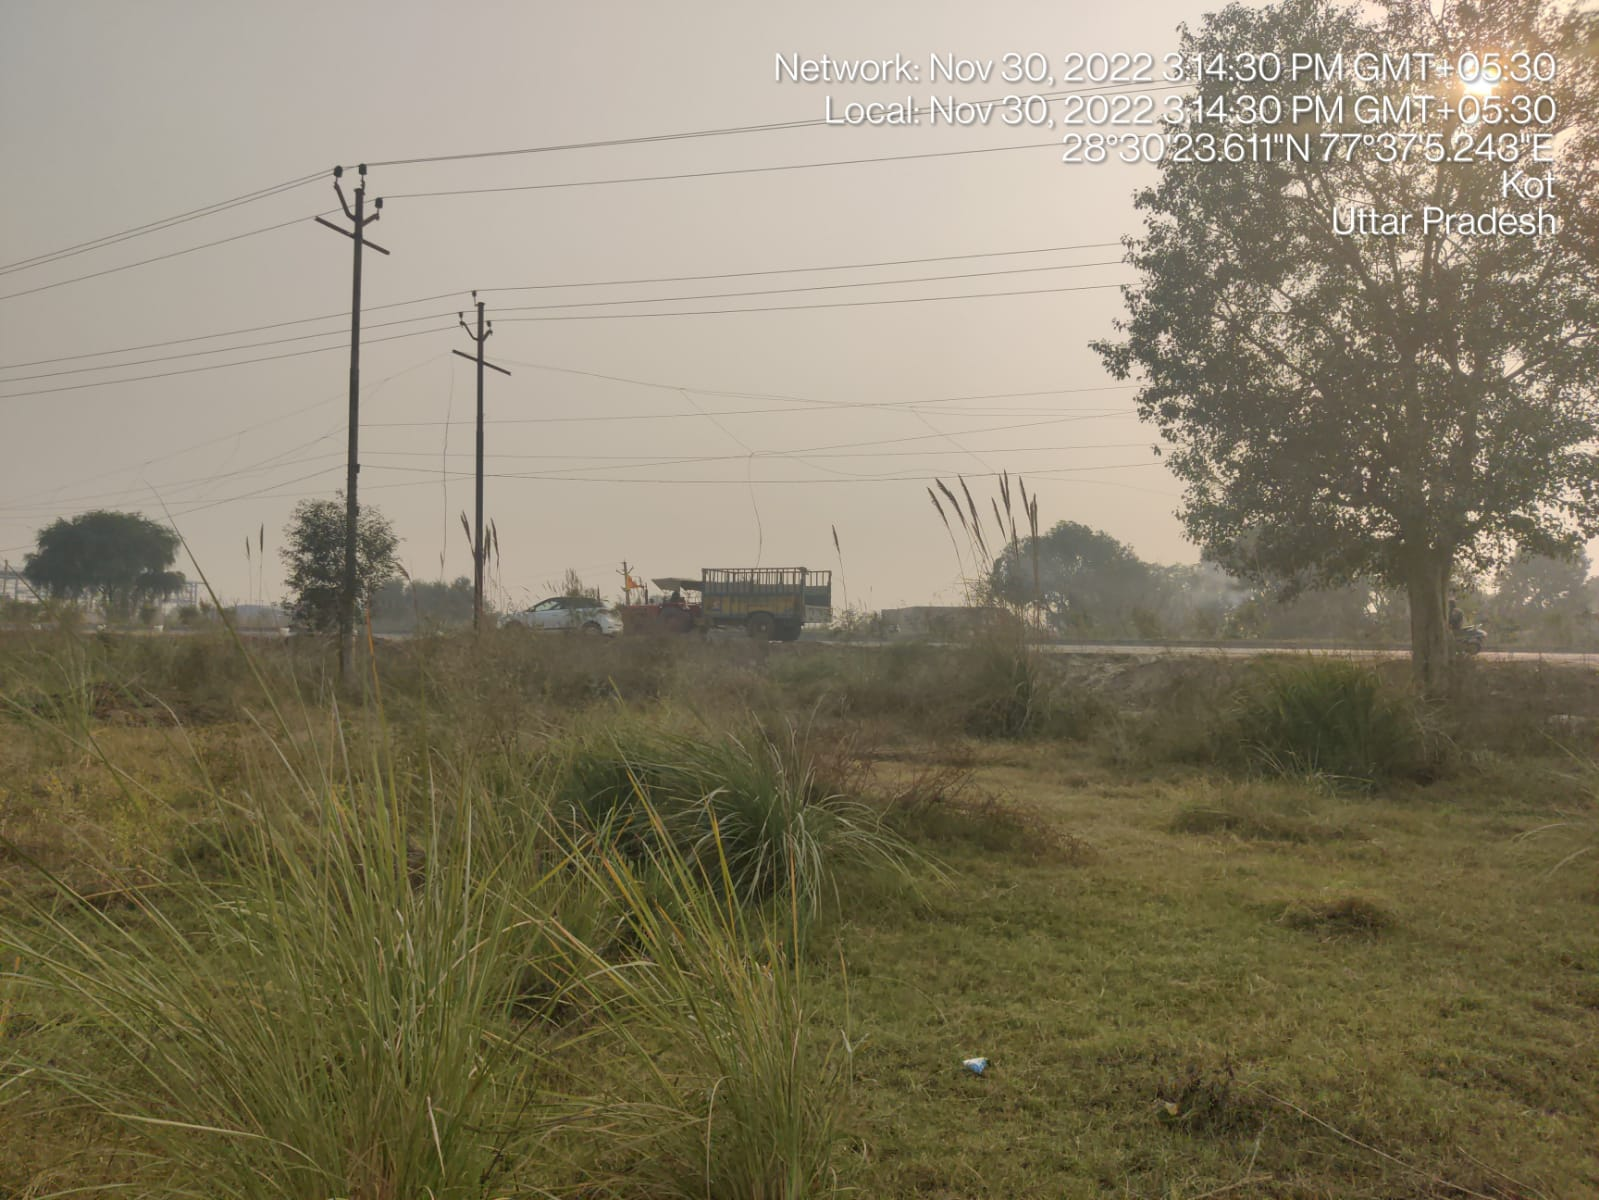 Network: Nov 30, 2022 3:14:30 PM GMT+05:30
Local: Nov 30, 2022 3:14:30 PM GMT+05:30
28°30'23.611"N 77°37'5.243"E
Kot
Uttar Pradesh